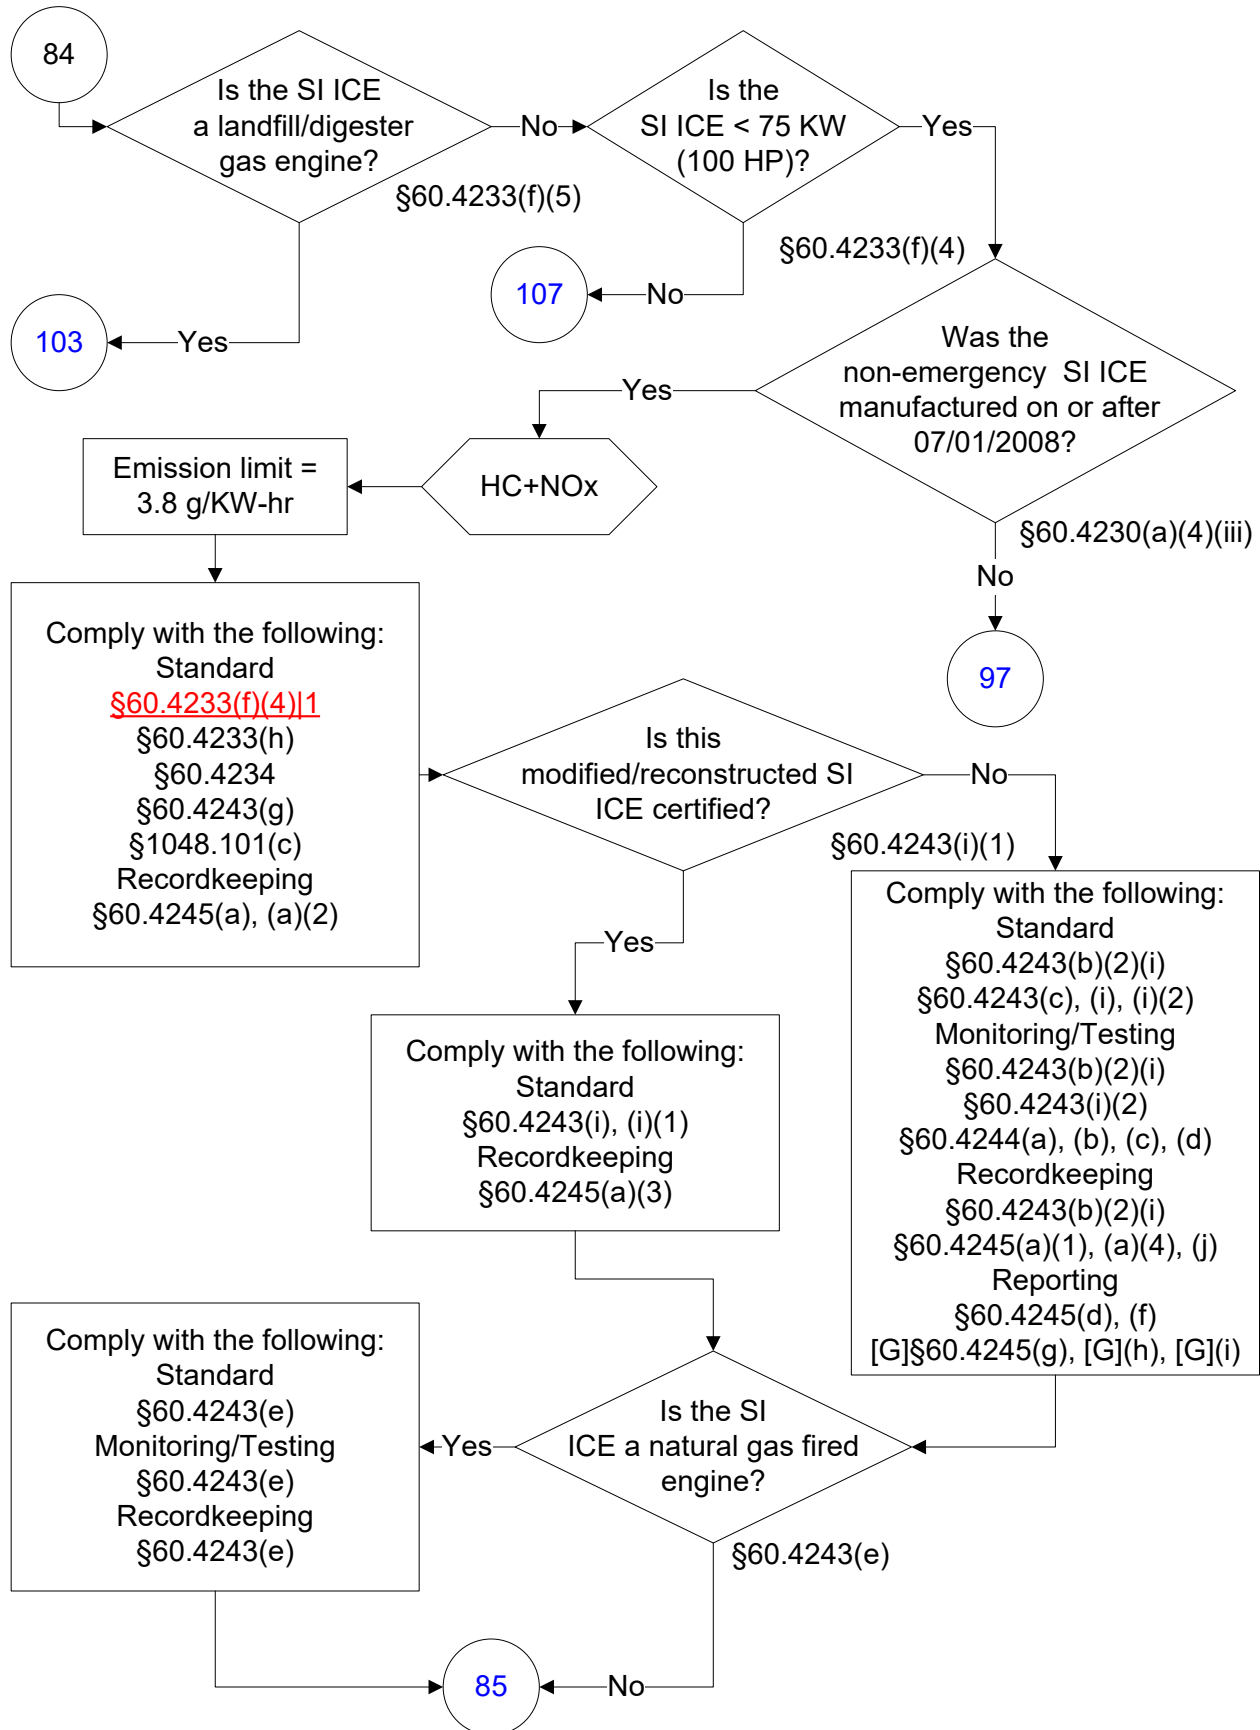 84
Is the SI ICE
a landfill/digester
gas engine?
No
§60.4233(f)(5)
Is the
SI ICE < 75 KW
(100 HP)?
Yes
§60.4233(f)(4)
107
No
103
Yes
Was the
non-emergency  SI ICE
manufactured on or after
07/01/2008?
Yes
§60.4230(a)(4)(iii)
No
97
HC+NOx
Emission limit =
3.8 g/KW-hr
Comply with the following:
Standard
§60.4233(f)(4)|1
§60.4233(h)
§60.4234
§60.4243(g)
§1048.101(c)
Recordkeeping
§60.4245(a), (a)(2)
Is this
modified/reconstructed SI
ICE certified?
No
§60.4243(i)(1)
Yes
Comply with the following:
Standard
§60.4243(b)(2)(i)
§60.4243(c), (i), (i)(2)
Monitoring/Testing
§60.4243(b)(2)(i)
§60.4243(i)(2)
§60.4244(a), (b), (c), (d)
Recordkeeping
§60.4243(b)(2)(i)
§60.4245(a)(1), (a)(4), (j)
Reporting
§60.4245(d), (f)
[G]§60.4245(g), [G](h), [G](i)
Comply with the following:
Standard
§60.4243(i), (i)(1)
Recordkeeping
§60.4245(a)(3)
Is the SI
ICE a natural gas fired
engine?
Yes
§60.4243(e)
No
Comply with the following:
Standard
§60.4243(e)
Monitoring/Testing
§60.4243(e)
Recordkeeping
§60.4243(e)
85